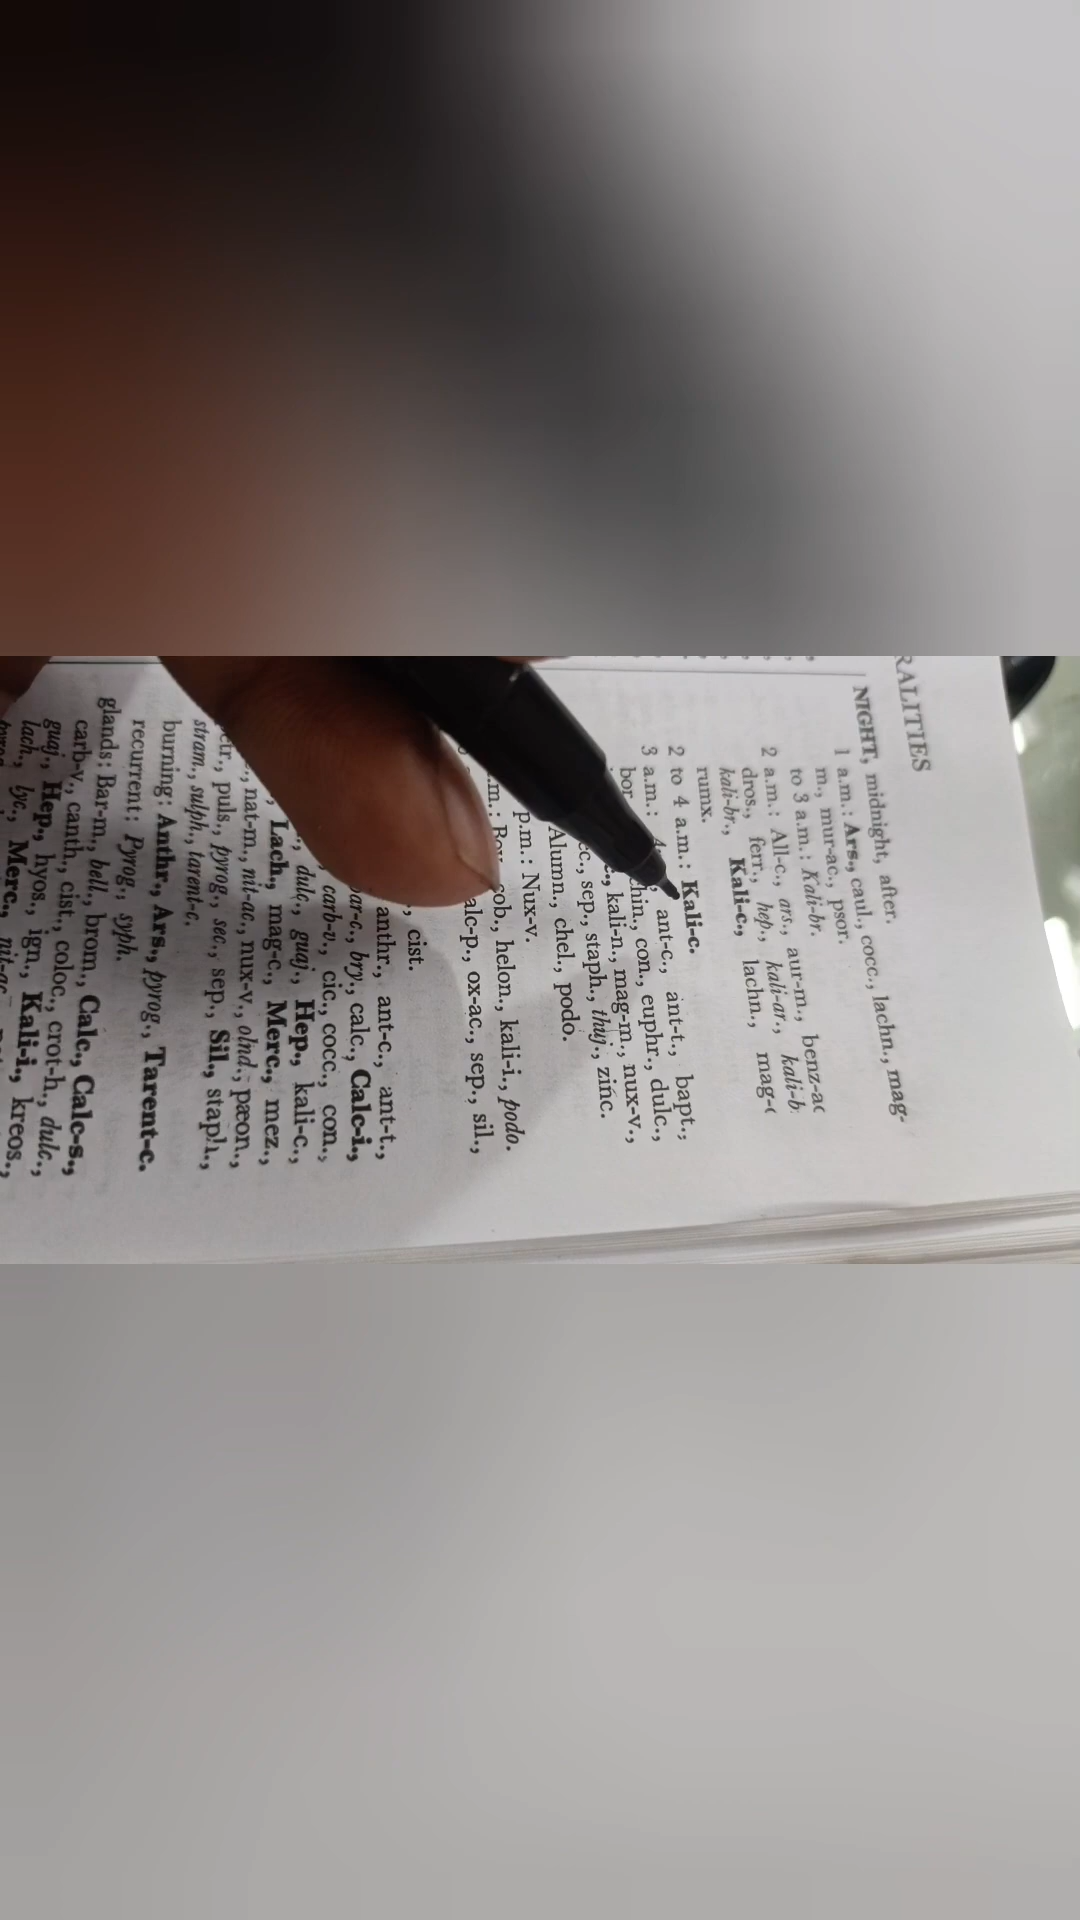 RALITIES
NIGHT, midnight, after.
1 a.m.: Ars., caul., cocc., lachn., mag-
m., mur-ac., psor.
to 3 a.m.: Kali-br.
2 a.m.: All-c., ars., aur-m., benz-ac
dros., ferr., hep., kali-ar., kali-b
kali-br., Kali-c., lachn., mag-c
rumx.
2 to 4 a.m.: Kali-c.
3 a.m.: ant-c., ant-t., bapt.,
bor chin., con., euphr., dulc.,
kali-n., mag-m., nux-v.,
sep., staph., thuj., zinc.
Alumn., chel., podo.
p.m.: Nux-v.
.m.: cob., helon., kali-i., podo.
alc-p., ox-ac., sep., sil.,
cist.
anthr., ant-c., ant-t.,
bar-c., bry., calc., Calc-i.,
carb-v., cic., cocc., con.,
dulc., guaj., Hep., kali-c.,
Lach., mag-c., Merc., mez.,
nat-m., nit-ac., nux-v., olnd., pæon.,
puls., pyrog., sec., sep., Sil., staph.,
stram., sulph., tarent-c.
burning: Anthr., Ars., pyrog., Tarent-c.
recurrent: Pyrog., syph.
glands: Bar-m., bell., brom., Calc., Calc-s.,
carb-v., canth., cist., coloc., crot-h., dulc.,
guaj., Hep., hyos., ign., Kali-i., kreos.,
lach., lyc., Merc., nit-ac